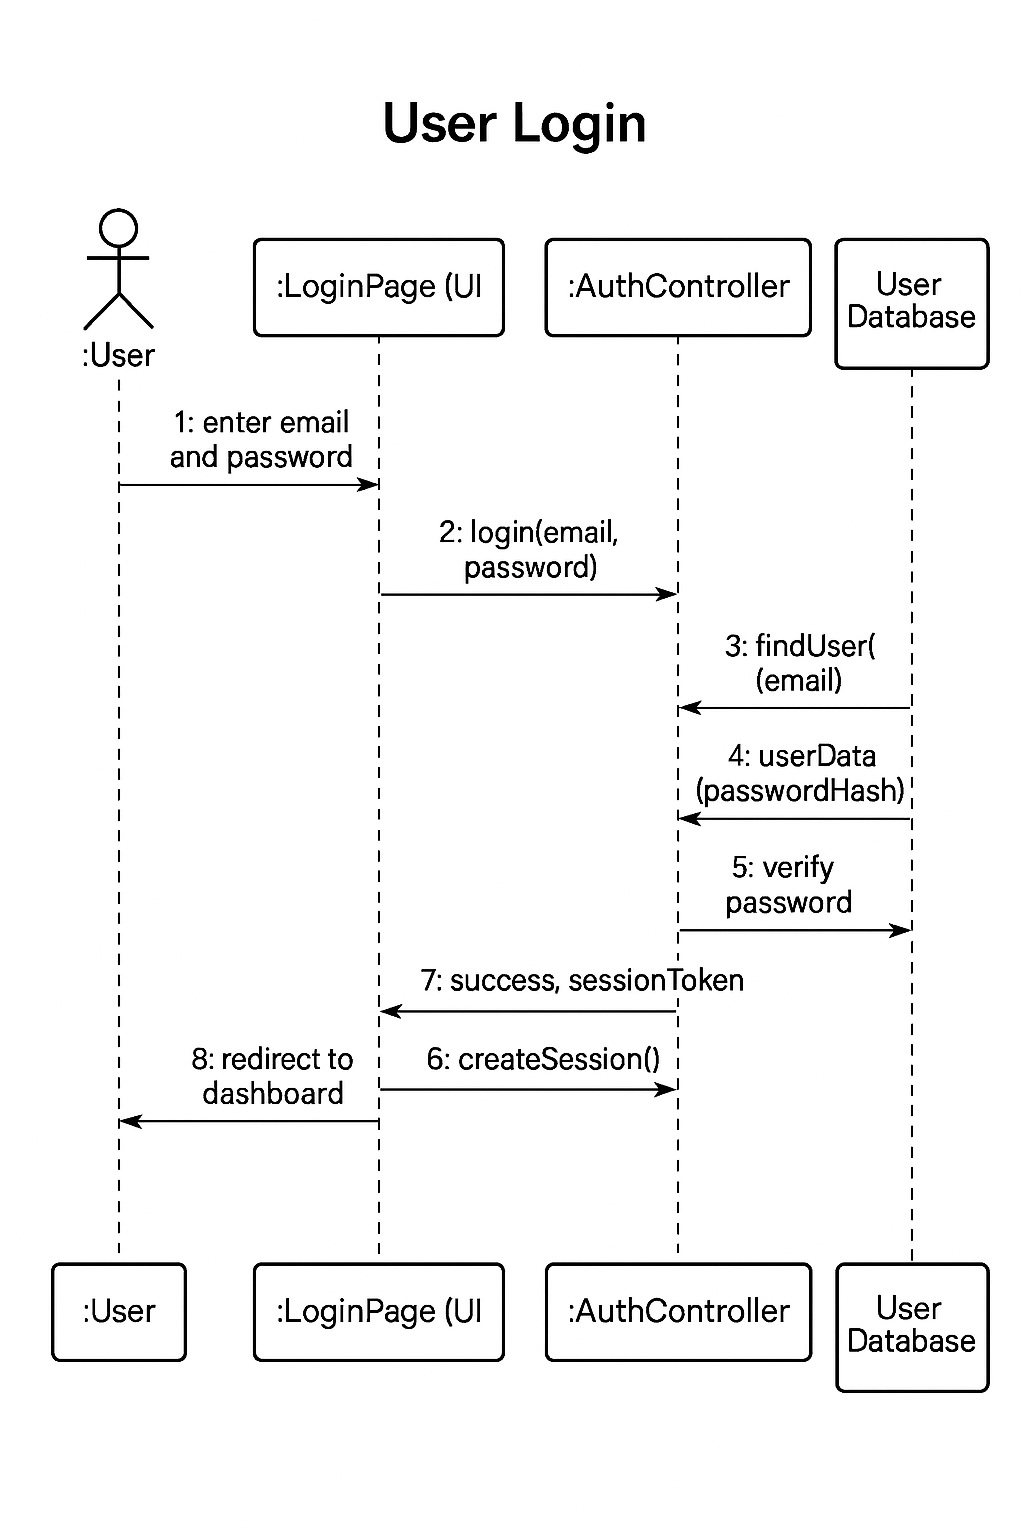 User Login
:User
:LoginPage (UI
:AuthController
User
Database
1: enter email
and password
2: login(email,
password)
3: findUser(
(email)
4: userData
(passwordHash)
5: verify
password
7: success, sessionToken
8: redirect to
dashboard
6: createSession()
:User
:LoginPage (UI
:AuthController
User
Database